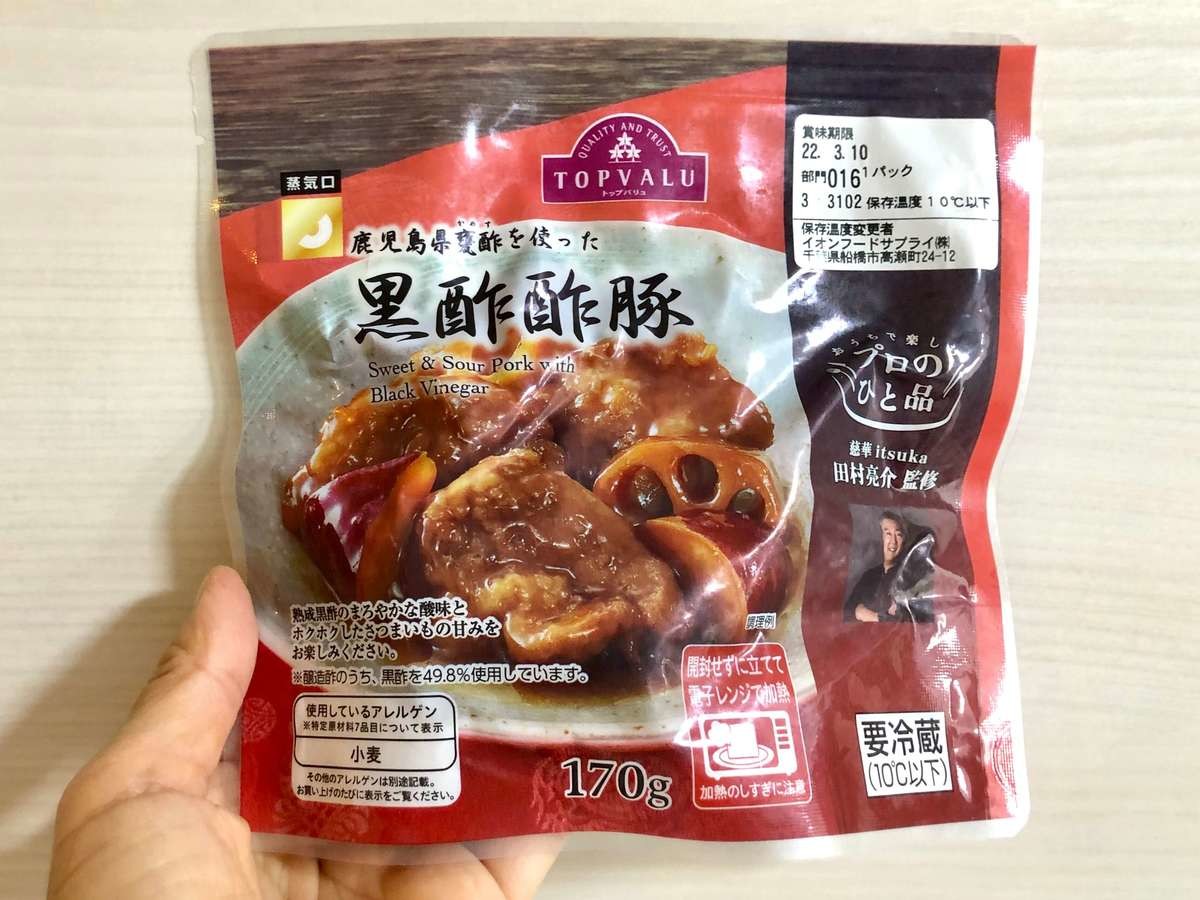 QUALITY AND TRUST
TOPVALU
トップバリュ
蒸気口
鹿児島県甕酢を使った
黒酢酢豚
Sweet & Sour Pork with
Black Vinegar
賞味期限
22. 3.10
部門016 1パック
3 3102 保存温度 10℃以下
保存温度変更者
イオンフードサプライ(株)
千葉県船橋市高瀬町24-12
おうちで楽し
プロの
ひと品
慈華 itsuka
田村亮介 監修
調理例
熟成黒酢のまろやかな酸味と
ホクホクしたさつまいもの甘みを
お楽しみください。
※醸造酢のうち、黒酢を49.8%使用しています。
使用しているアレルゲン
※特定原材料7品目について表示
小麦
その他のアレルゲンは別途記載。
お買い上げのたびに表示をご覧ください。
170g
開封せずに立てて
電子レンジで加熱
加熱のしすぎに注意
要冷蔵
(10℃以下)